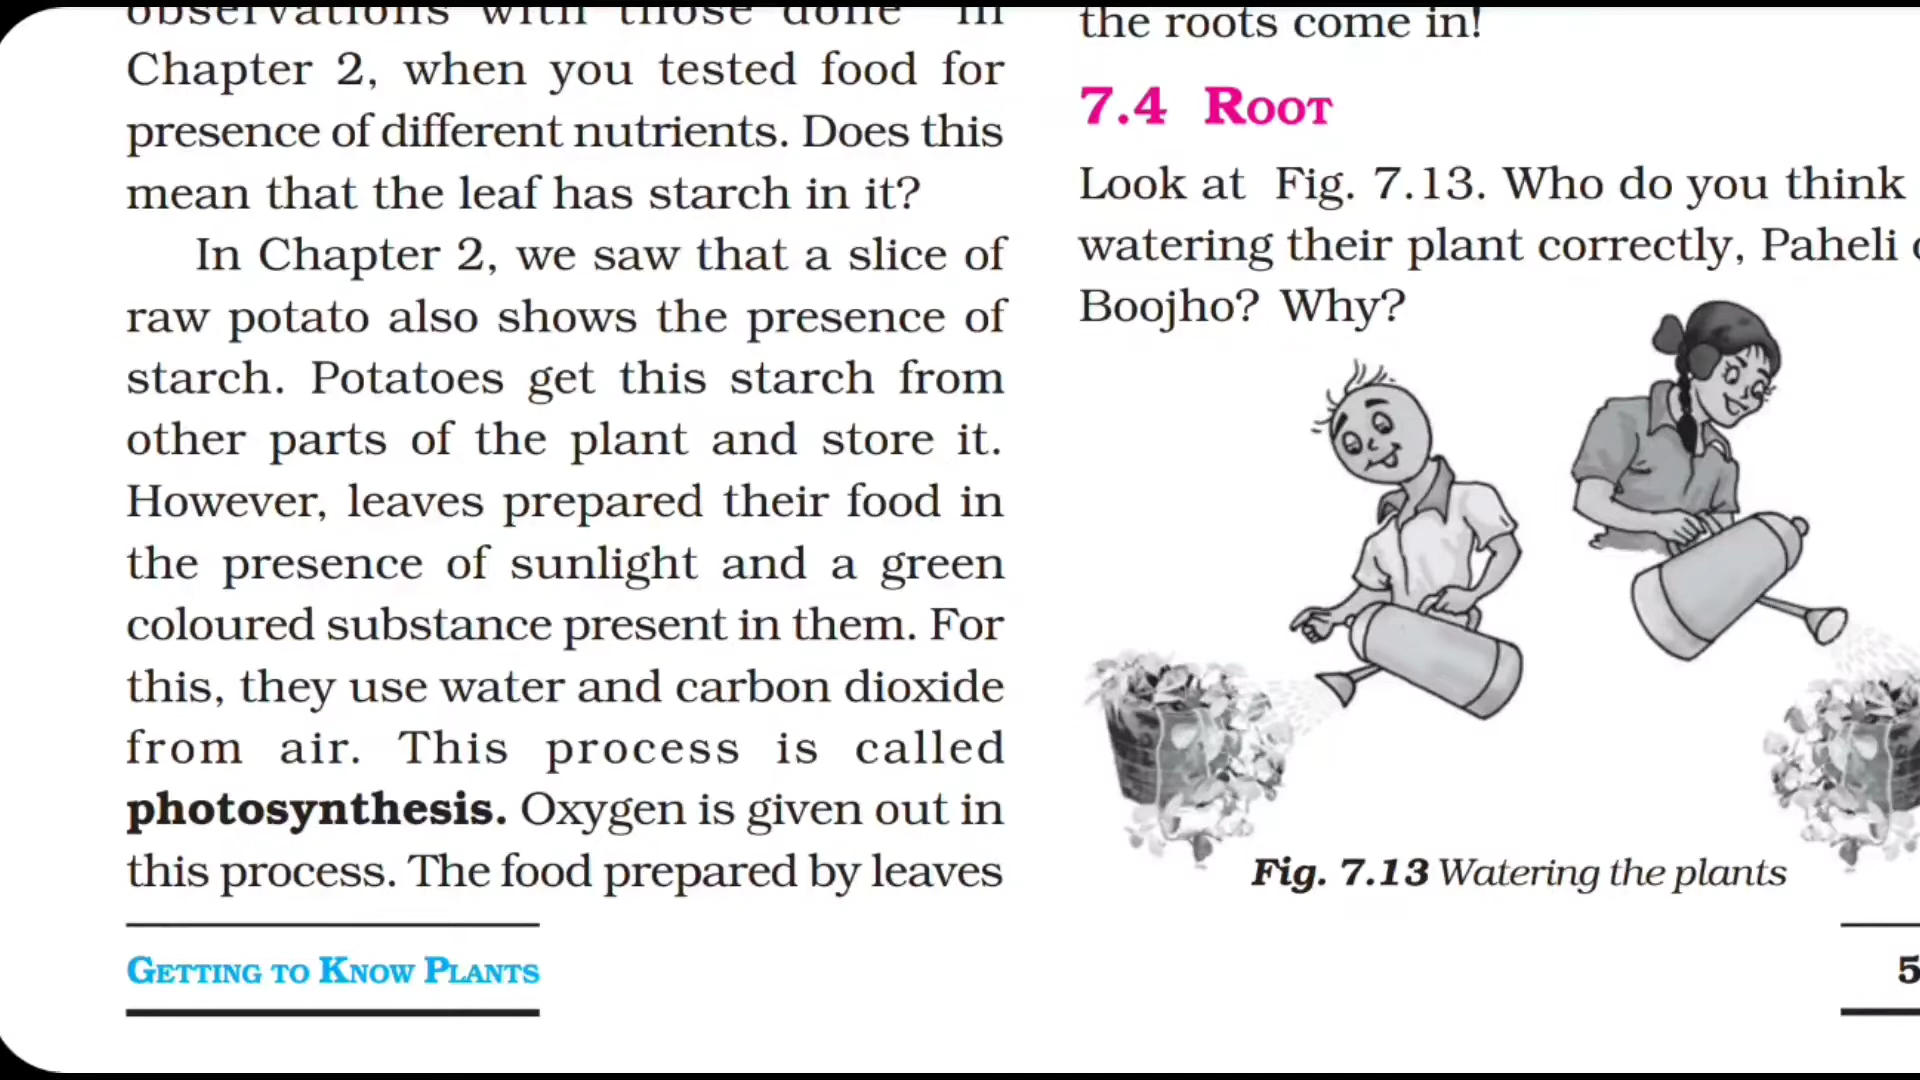 observations with those done in
Chapter 2, when you tested food for
presence of different nutrients. Does this
mean that the leaf has starch in it?
In Chapter 2, we saw that a slice of
raw potato also shows the presence of
starch. Potatoes get this starch from
other parts of the plant and store it.
However, leaves prepared their food in
the presence of sunlight and a green
coloured substance present in them. For
this, they use water and carbon dioxide
from air. This process is called
photosynthesis. Oxygen is given out in
this process. The food prepared by leaves
the roots come in!
7.4 ROOT
Look at Fig. 7.13. Who do you think
watering their plant correctly, Paheli
Boojho? Why?
Fig. 7.13 Watering the plants
GETTING TO KNOW PLANTS
5